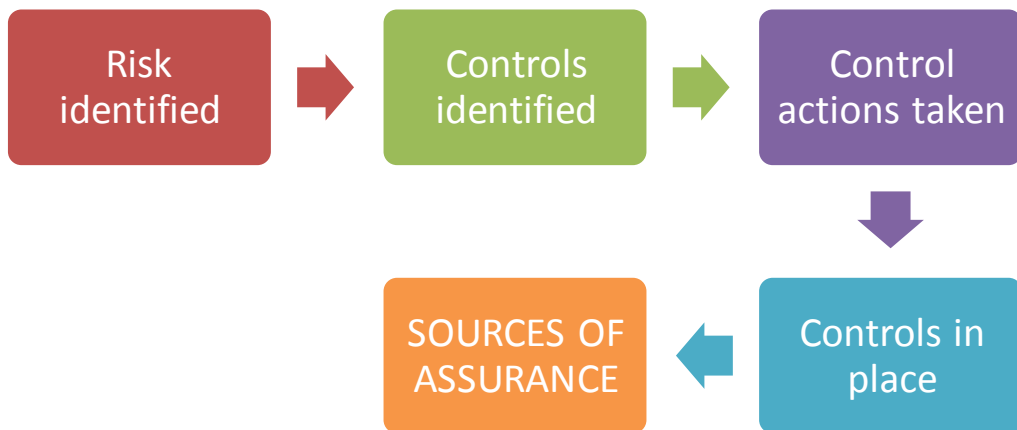 Risk
identified
Controls
identified
Control
actions taken
Controls in
place
SOURCES OF
ASSURANCE